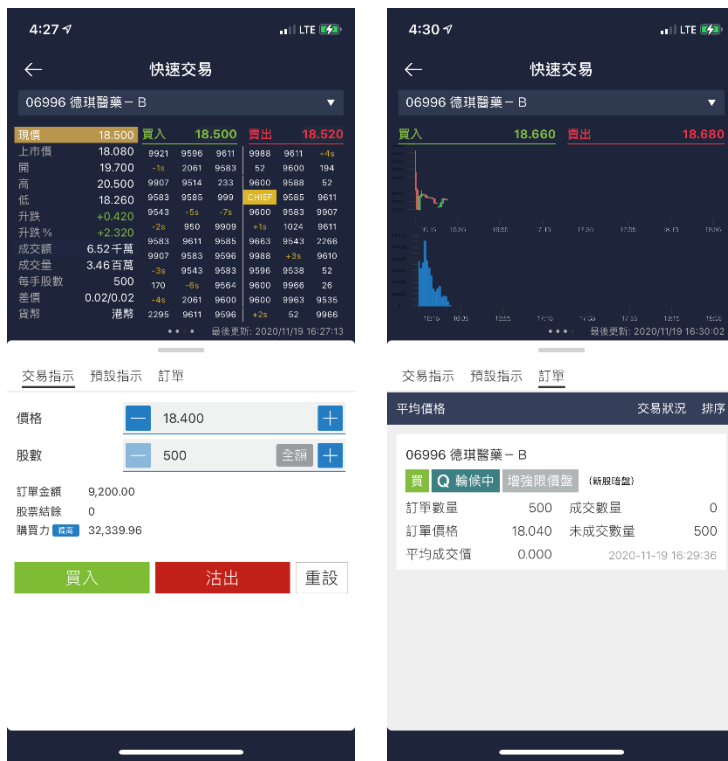 4:27
LTE
快速交易
06996 德琪醫藥－B
現價 18.500 買入 18.500 賣出 18.520
上市價 18.080
開 19.700
高 20.500
低 18.260
升跌 +0.420
升跌% +2.320
成交額 6.52千萬
成交量 3.46百萬
每手股數 500
差價 0.02/0.02
貨幣 港幣
9921 9596 9611 9988 9611 -4s
-1s 2061 9583 52 9600 194
9907 9514 233 9600 9588 52
9583 9585 999 CHIEF 9585 9611
9543 -5s -7s 9600 9583 9907
-2s 950 9909 +1s 1024 9611
9583 9611 9585 9663 9543 2266
9907 9583 9596 9988 +3s 9610
-3s 9543 9583 9596 9538 52
170 -6s 9564 9600 9966 26
-4s 2061 9600 9600 9963 9535
2295 9611 9596 +2s 52 9966
最後更新: 2020/11/19 16:27:13
交易指示 預設指示 訂單
價格 18.400
股數 500 全額
訂單金額 9,200.00
股票結餘 0
購買力 提高 32,339.96
買入 沽出 重設
4:30
LTE
快速交易
06996 德琪醫藥－B
買入 18.660 賣出 18.680
最後更新: 2020/11/19 16:30:02
交易指示 預設指示 訂單
平均價格 交易狀況 排序
06996 德琪醫藥－B
買 Q 輪候中 增強限價盤 (新股暗盤)
訂單數量 500 成交數量 0
訂單價格 18.040 未成交數量 500
平均成交價 0.000 2020-11-19 16:29:36